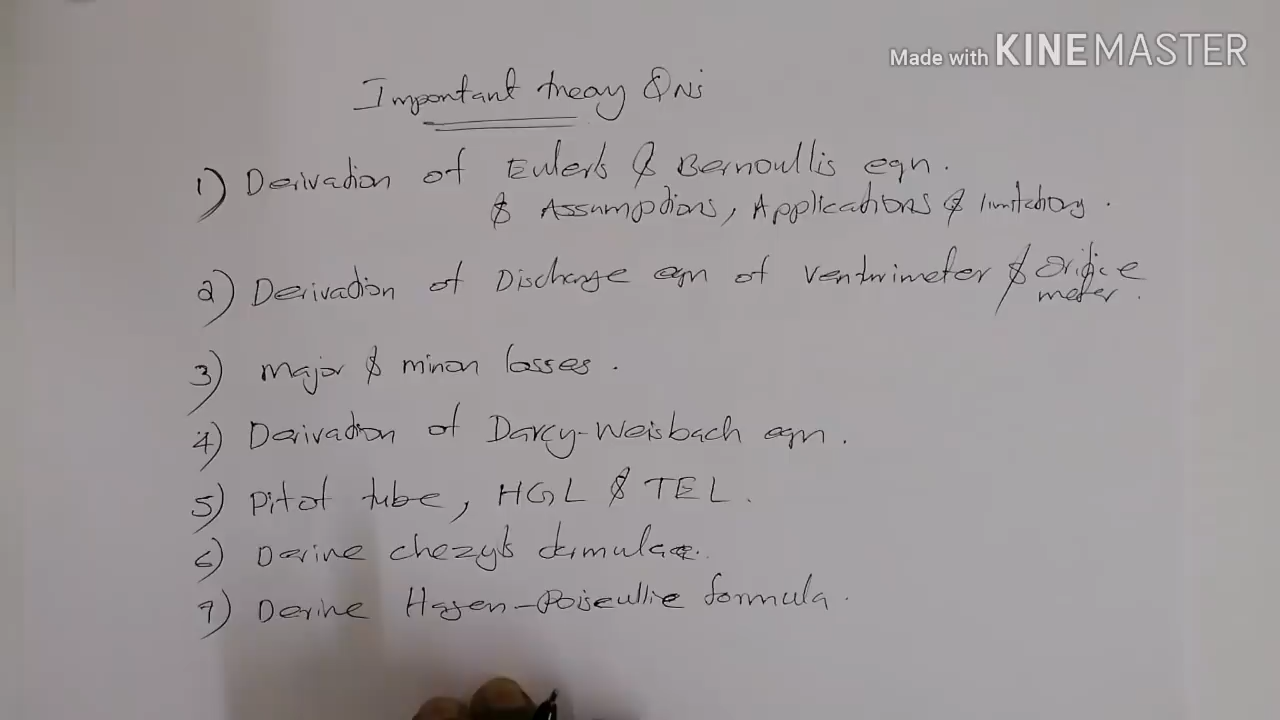 Made with KINEMASTER
Important theory QNs
1) Derivation of Euler's & Bernoullis eqn.
& Assumptions, Applications & limitations.
2) Derivation of Discharge eqn of Venturimeter & Orifice
meter.
3) Major & minor losses.
4) Derivation of Darcy-Weisbach eqn.
5) Pitot tube, HGL & TEL.
6) Derive chezy's formulae.
7) Derive Hagen-Poiseullie formula.